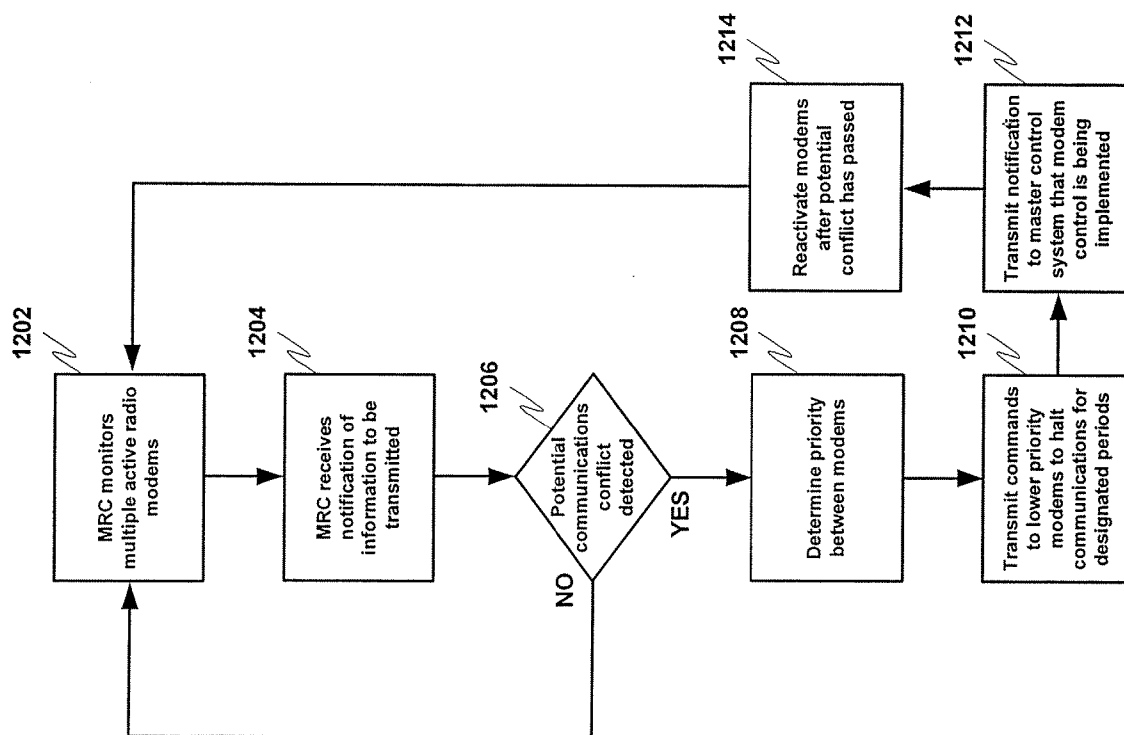 1202
MRC monitors
multiple active radio
modems
1204
MRC receives
notification of
information to be
transmitted
1206
Potential
communications
conflict
detected
NO
YES
1208
Determine priority
between modems
1210
Transmit commands
to lower priority
modems to halt
communications for
designated periods
1212
Transmit notification
to master control
system that modem
control is being
implemented
1214
Reactivate modems
after potential
conflict has passed